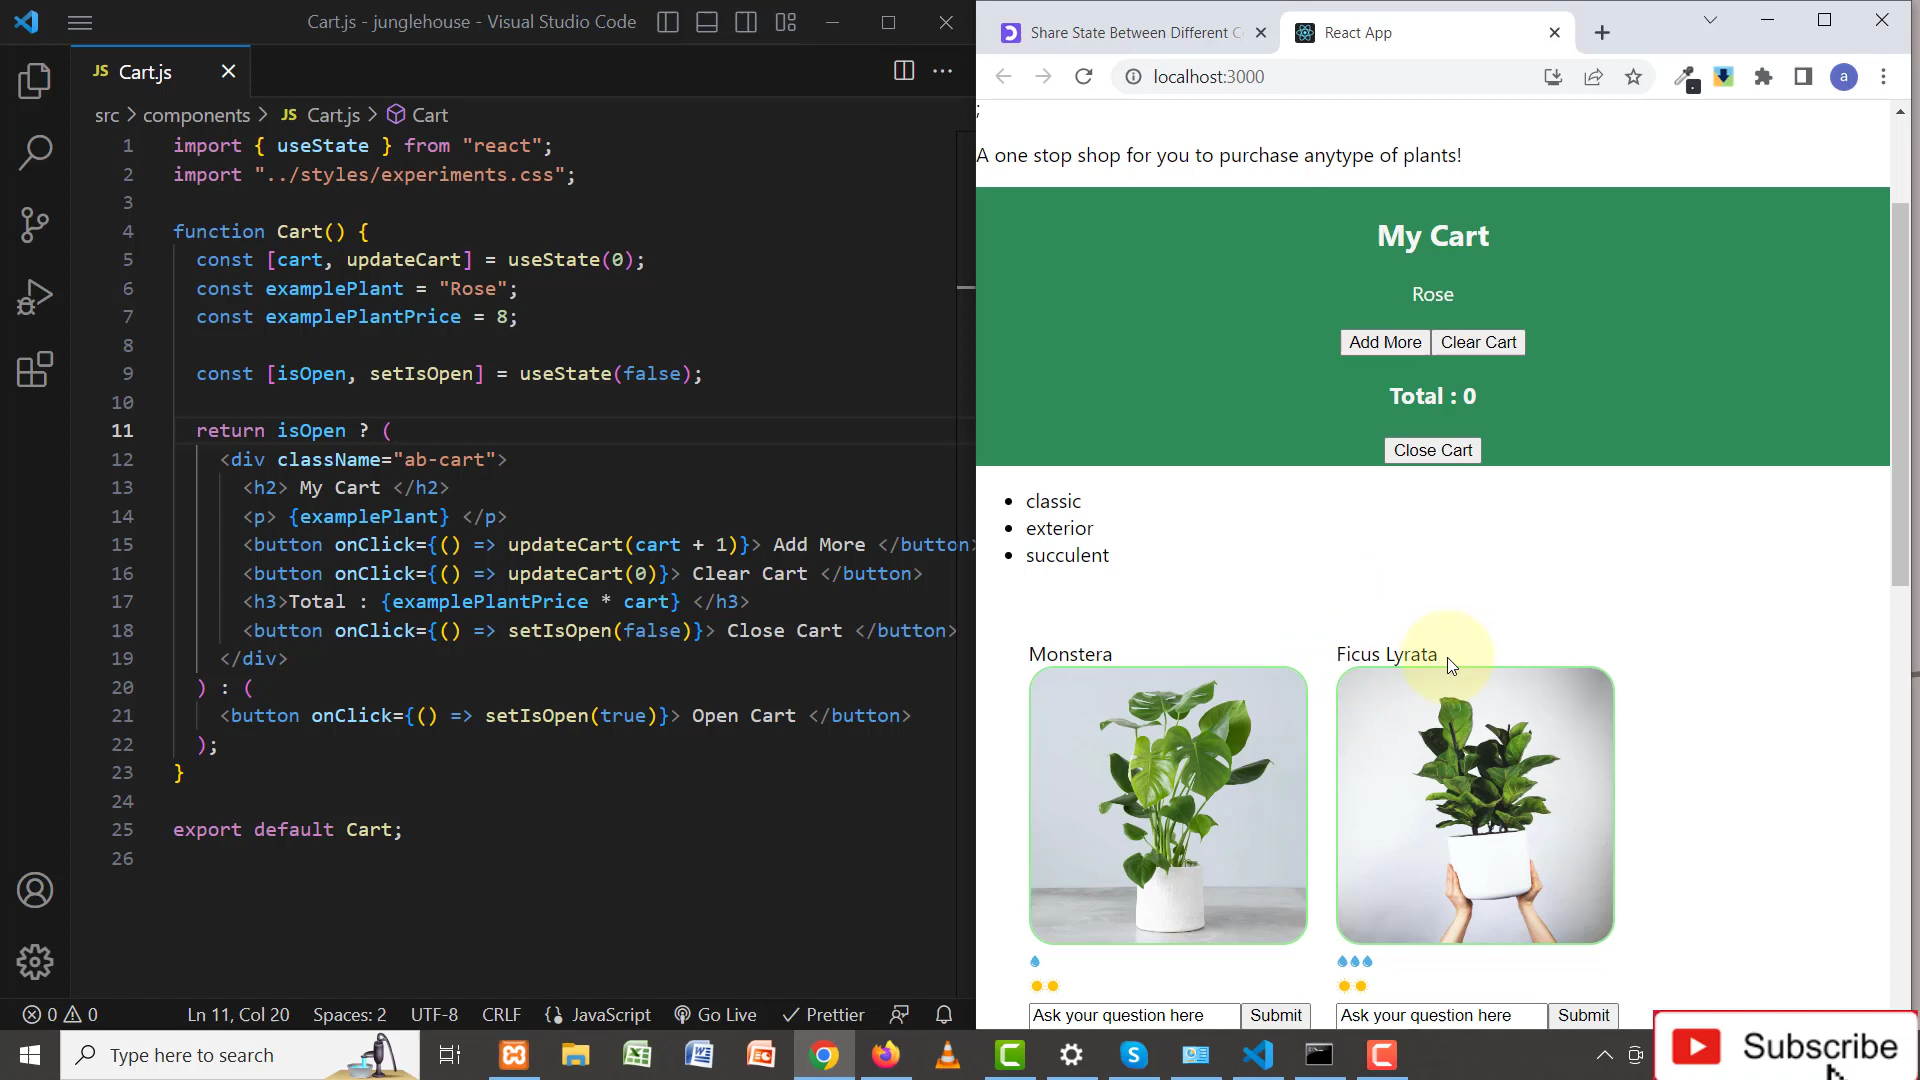 Cart.js - junglehouse - Visual Studio Code
JS Cart.js
src > components > JS Cart.js > Cart
1 import { useState } from "react";
2 import "../styles/experiments.css";
3
4 function Cart() {
5 const [cart, updateCart] = useState(0);
6 const examplePlant = "Rose";
7 const examplePlantPrice = 8;
8
9 const [isOpen, setIsOpen] = useState(false);
10
11 return isOpen ? (
12 <div className="ab-cart">
13 <h2> My Cart </h2>
14 <p> {examplePlant} </p>
15 <button onClick={() => updateCart(cart + 1)}> Add More </button>
16 <button onClick={() => updateCart(0)}> Clear Cart </button>
17 <h3>Total : {examplePlantPrice * cart} </h3>
18 <button onClick={() => setIsOpen(false)}> Close Cart </button>
19 </div>
20 ) : (
21 <button onClick={() => setIsOpen(true)}> Open Cart </button>
22 );
23 }
24
25 export default Cart;
26
0 0 Ln 11, Col 20 Spaces: 2 UTF-8 CRLF {} JavaScript Go Live Prettier
Share State Between Different C
React App
localhost:3000
a
;
A one stop shop for you to purchase anytype of plants!
My Cart
Rose
Add More Clear Cart
Total : 0
Close Cart
classic
exterior
succulent
Monstera Ficus Lyrata
Ask your question here Submit Ask your question here Submit
Type here to search
Subscribe